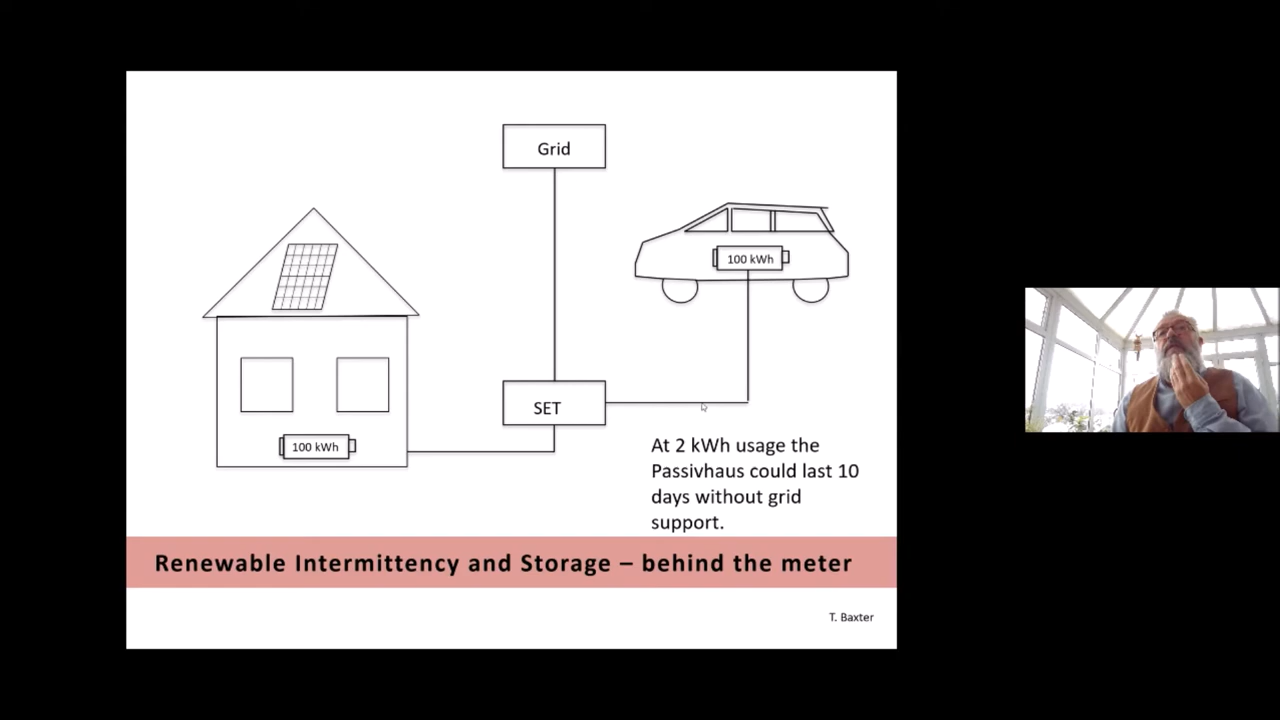 Grid
100 kWh
SET
100 kWh
At 2 kWh usage the
Passivhaus could last 10
days without grid
support.
Renewable Intermittency and Storage – behind the meter
T. Baxter